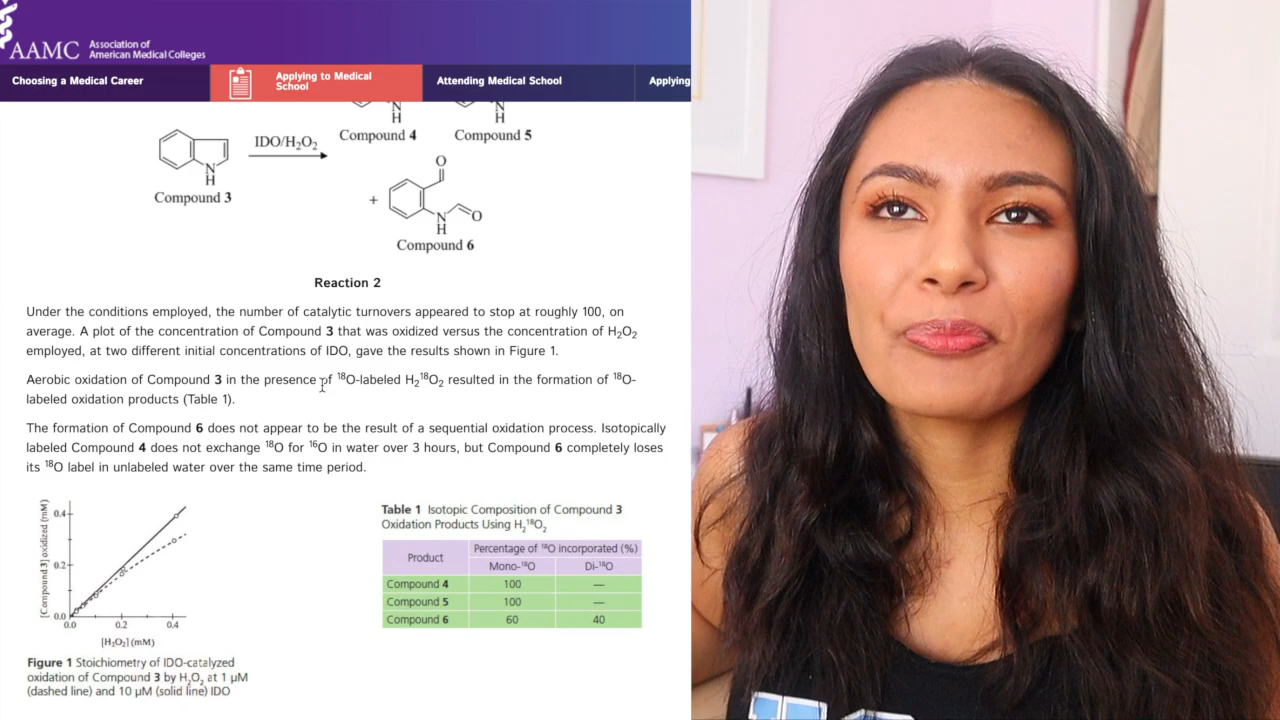 AAMC
Association of
American Medical Colleges
Choosing a Medical Career
Applying to Medical
School
Attending Medical School
Applying
N
H
N
H
Compound 4
Compound 5
IDO/H₂O₂
N
H
Compound 3
+
O
N
H
O
Compound 6
Reaction 2
Under the conditions employed, the number of catalytic turnovers appeared to stop at roughly 100, on
average. A plot of the concentration of Compound 3 that was oxidized versus the concentration of H₂O₂
employed, at two different initial concentrations of IDO, gave the results shown in Figure 1.
Aerobic oxidation of Compound 3 in the presence of ¹⁸O-labeled H₂¹⁸O₂ resulted in the formation of ¹⁸O-
labeled oxidation products (Table 1).
The formation of Compound 6 does not appear to be the result of a sequential oxidation process. Isotopically
labeled Compound 4 does not exchange ¹⁸O for ¹⁶O in water over 3 hours, but Compound 6 completely loses
its ¹⁸O label in unlabeled water over the same time period.
[Compound 3] oxidized (mM)
0.4
0.2
0.0
0.0 0.2 0.4
[H₂O₂] (mM)
Figure 1 Stoichiometry of IDO-catalyzed
oxidation of Compound 3 by H₂O₂ at 1 μM
(dashed line) and 10 μM (solid line) IDO
Table 1 Isotopic Composition of Compound 3
Oxidation Products Using H₂¹⁸O₂
Product
Percentage of ¹⁸O incorporated (%)
Mono-¹⁸O Di-¹⁸O
Compound 4 100 —
Compound 5 100 —
Compound 6 60 40